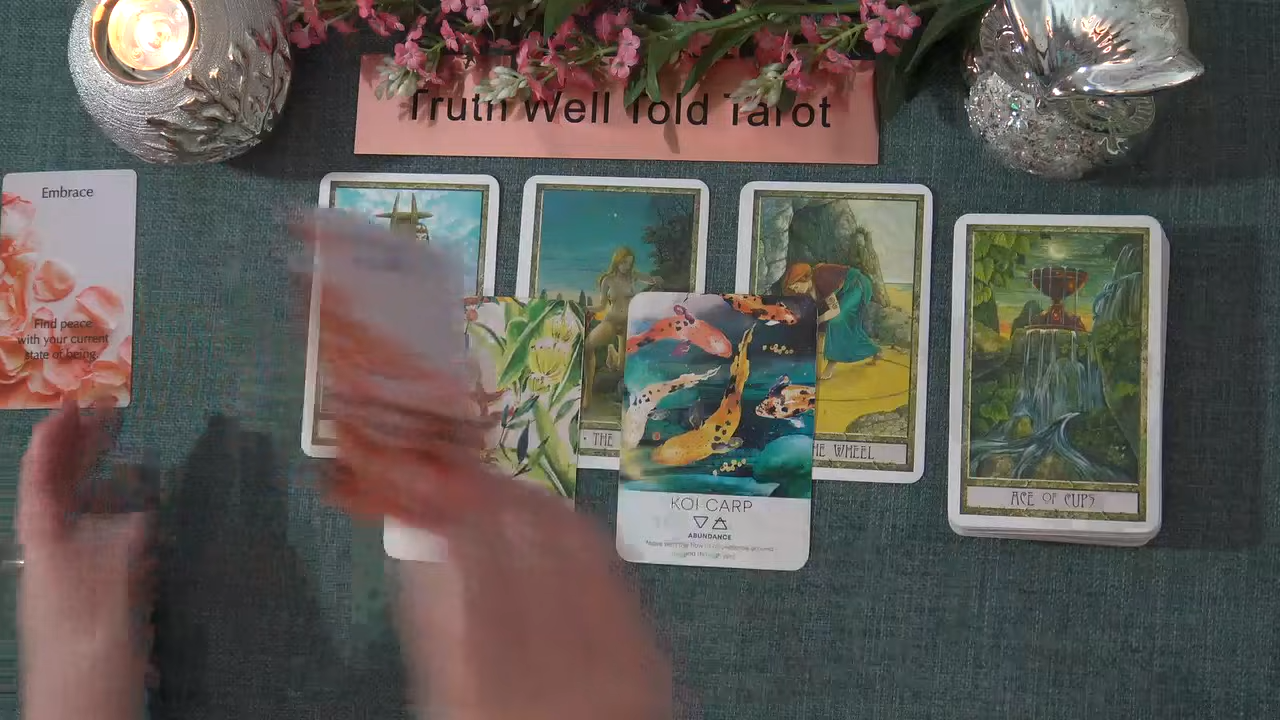 Truth Well Told Tarot
Embrace
Find peace
with your current
state of being.
THE
THE WHEEL
ACE OF CUPS
KOI CARP
ABUNDANCE